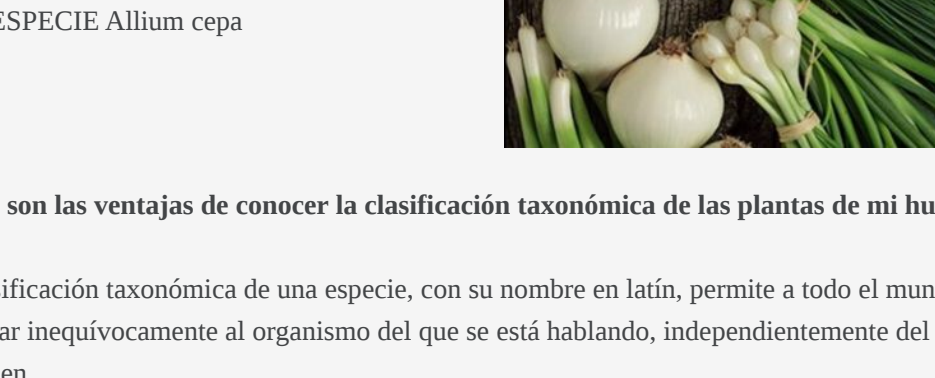 ESPECIE Allium cepa
son las ventajas de conocer la clasificación taxonómica de las plantas de mi hu
sificación taxonómica de una especie, con su nombre en latín, permite a todo el mun
ar inequívocamente al organismo del que se está hablando, independientemente del
en